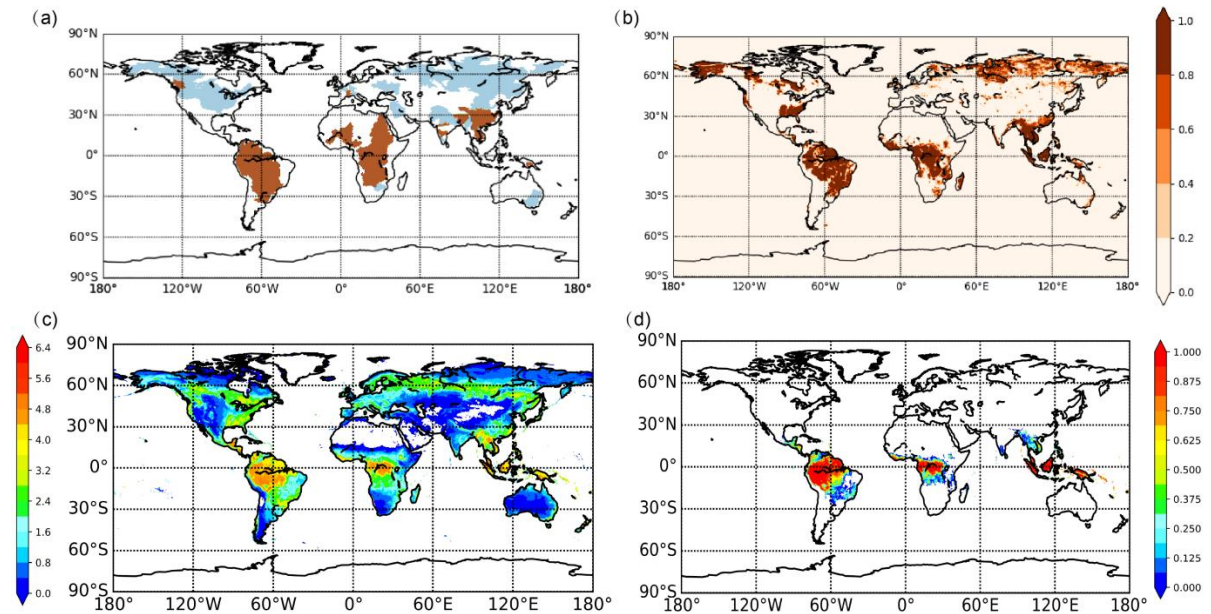 (a)
90°N
60°N
30°N
0°
30°S
60°S
90°S
180° 120°W 60°W 0° 60°E 120°E 180°
(b)
90°N
60°N
30°N
0°
30°S
60°S
90°S
180° 120°W 60°W 0° 60°E 120°E 180°
1.0
0.8
0.6
0.4
0.2
0.0
(c)
6.4
5.6
4.8
4.0
3.2
2.4
1.6
0.8
0.0
90°N
60°N
30°N
0°
30°S
60°S
90°S
180° 120°W 60°W 0° 60°E 120°E 180°
(d)
90°N
60°N
30°N
0°
30°S
60°S
90°S
180° 120°W 60°W 0° 60°E 120°E 180°
1.000
0.875
0.750
0.625
0.500
0.375
0.250
0.125
0.000